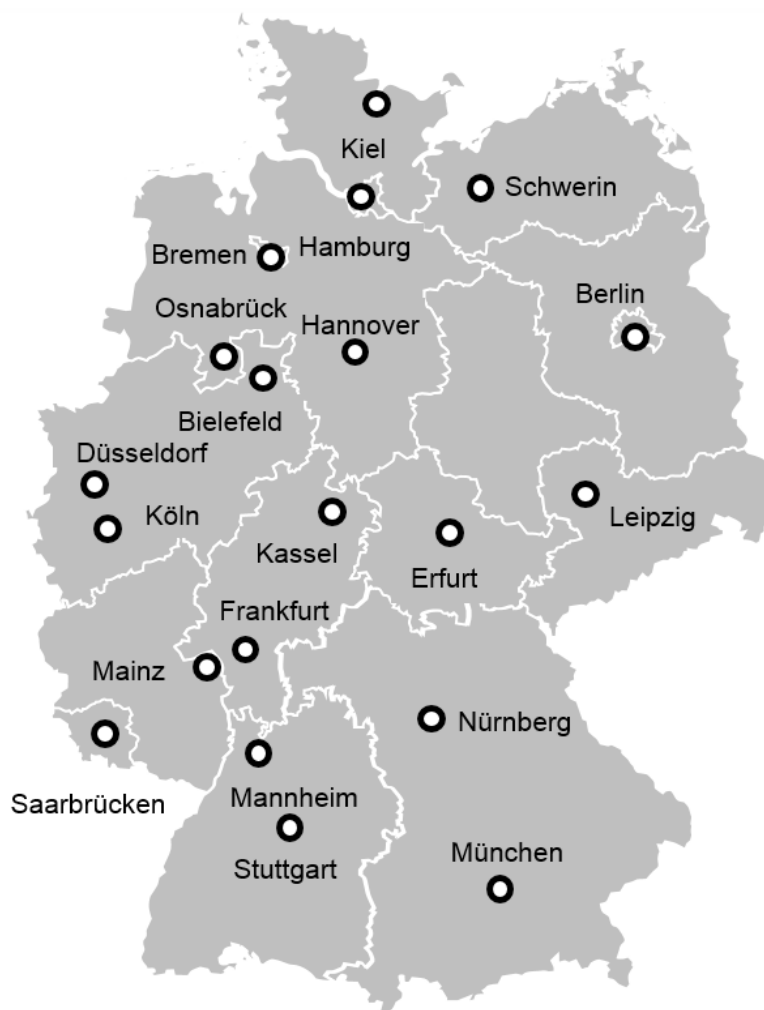 Kiel
Schwerin
Bremen
Hamburg
Osnabrück
Berlin
Hannover
Bielefeld
Düsseldorf
Köln
Leipzig
Kassel
Erfurt
Frankfurt
Mainz
Nürnberg
Saarbrücken
Mannheim
München
Stuttgart